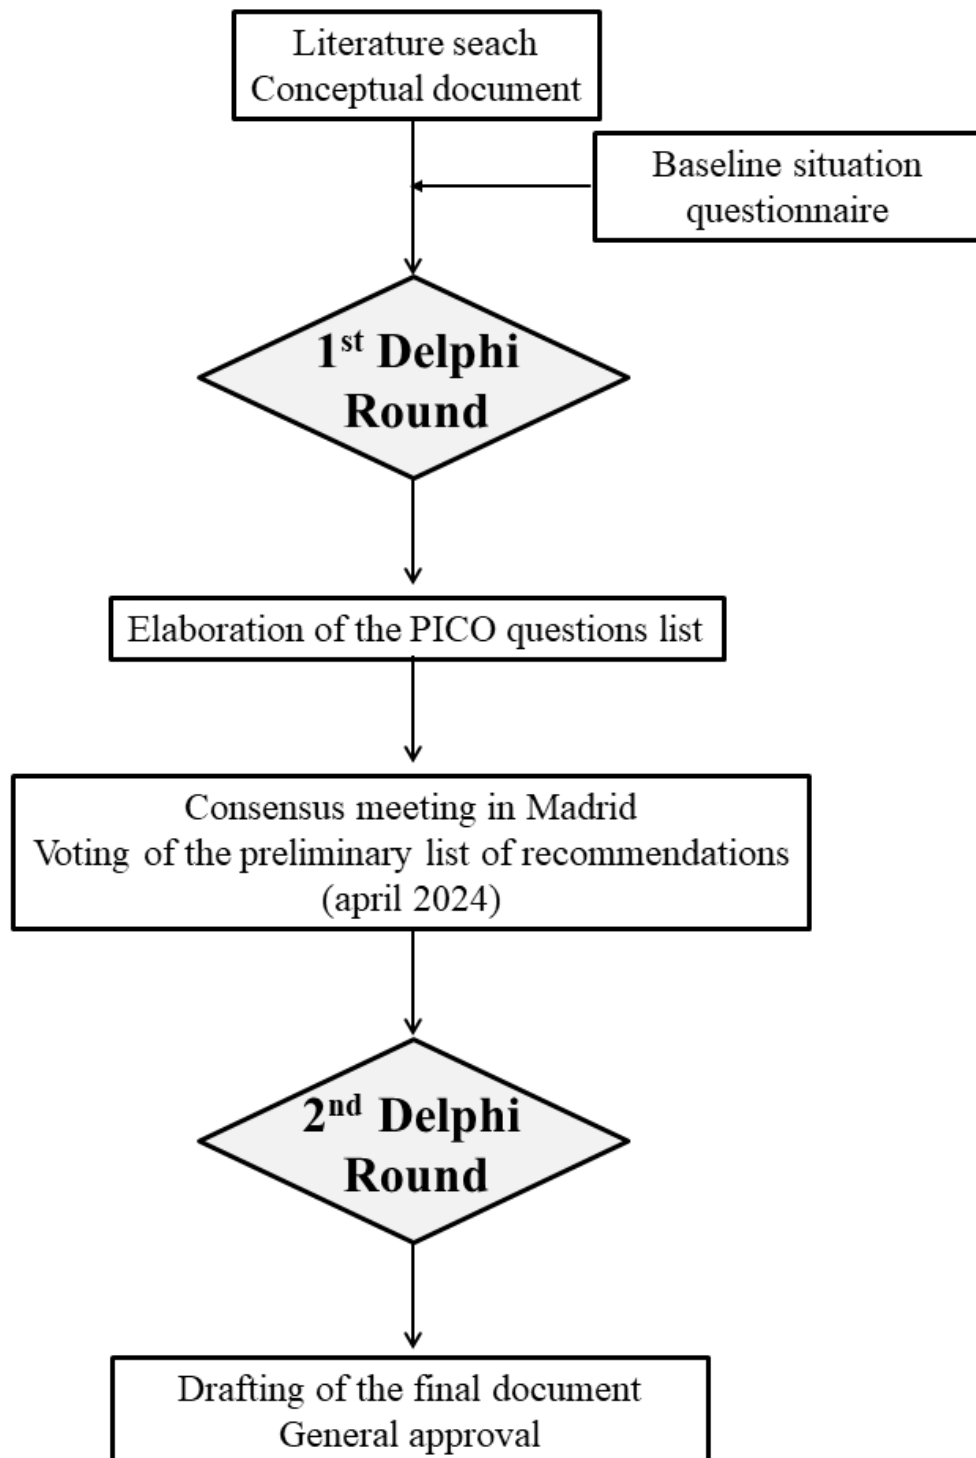 Literature seach
Conceptual document
Baseline situation
questionnaire
1st Delphi
Round
Elaboration of the PICO questions list
Consensus meeting in Madrid
Voting of the preliminary list of recommendations
(april 2024)
2nd Delphi
Round
Drafting of the final document
General approval